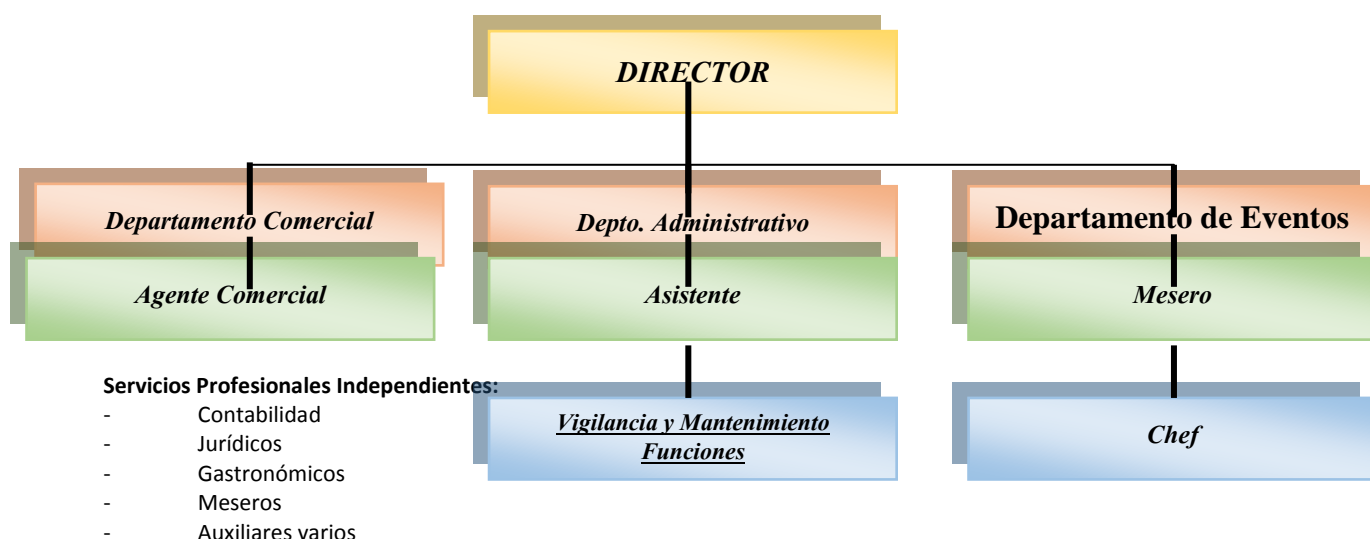 DIRECTOR
Departamento Comercial
Depto. Administrativo
Departamento de Eventos
Agente Comercial
Asistente
Mesero
Servicios Profesionales Independientes:
- Contabilidad
- Jurídicos
- Gastronómicos
- Meseros
- Auxiliares varios
Vigilancia y Mantenimiento
Funciones
Chef